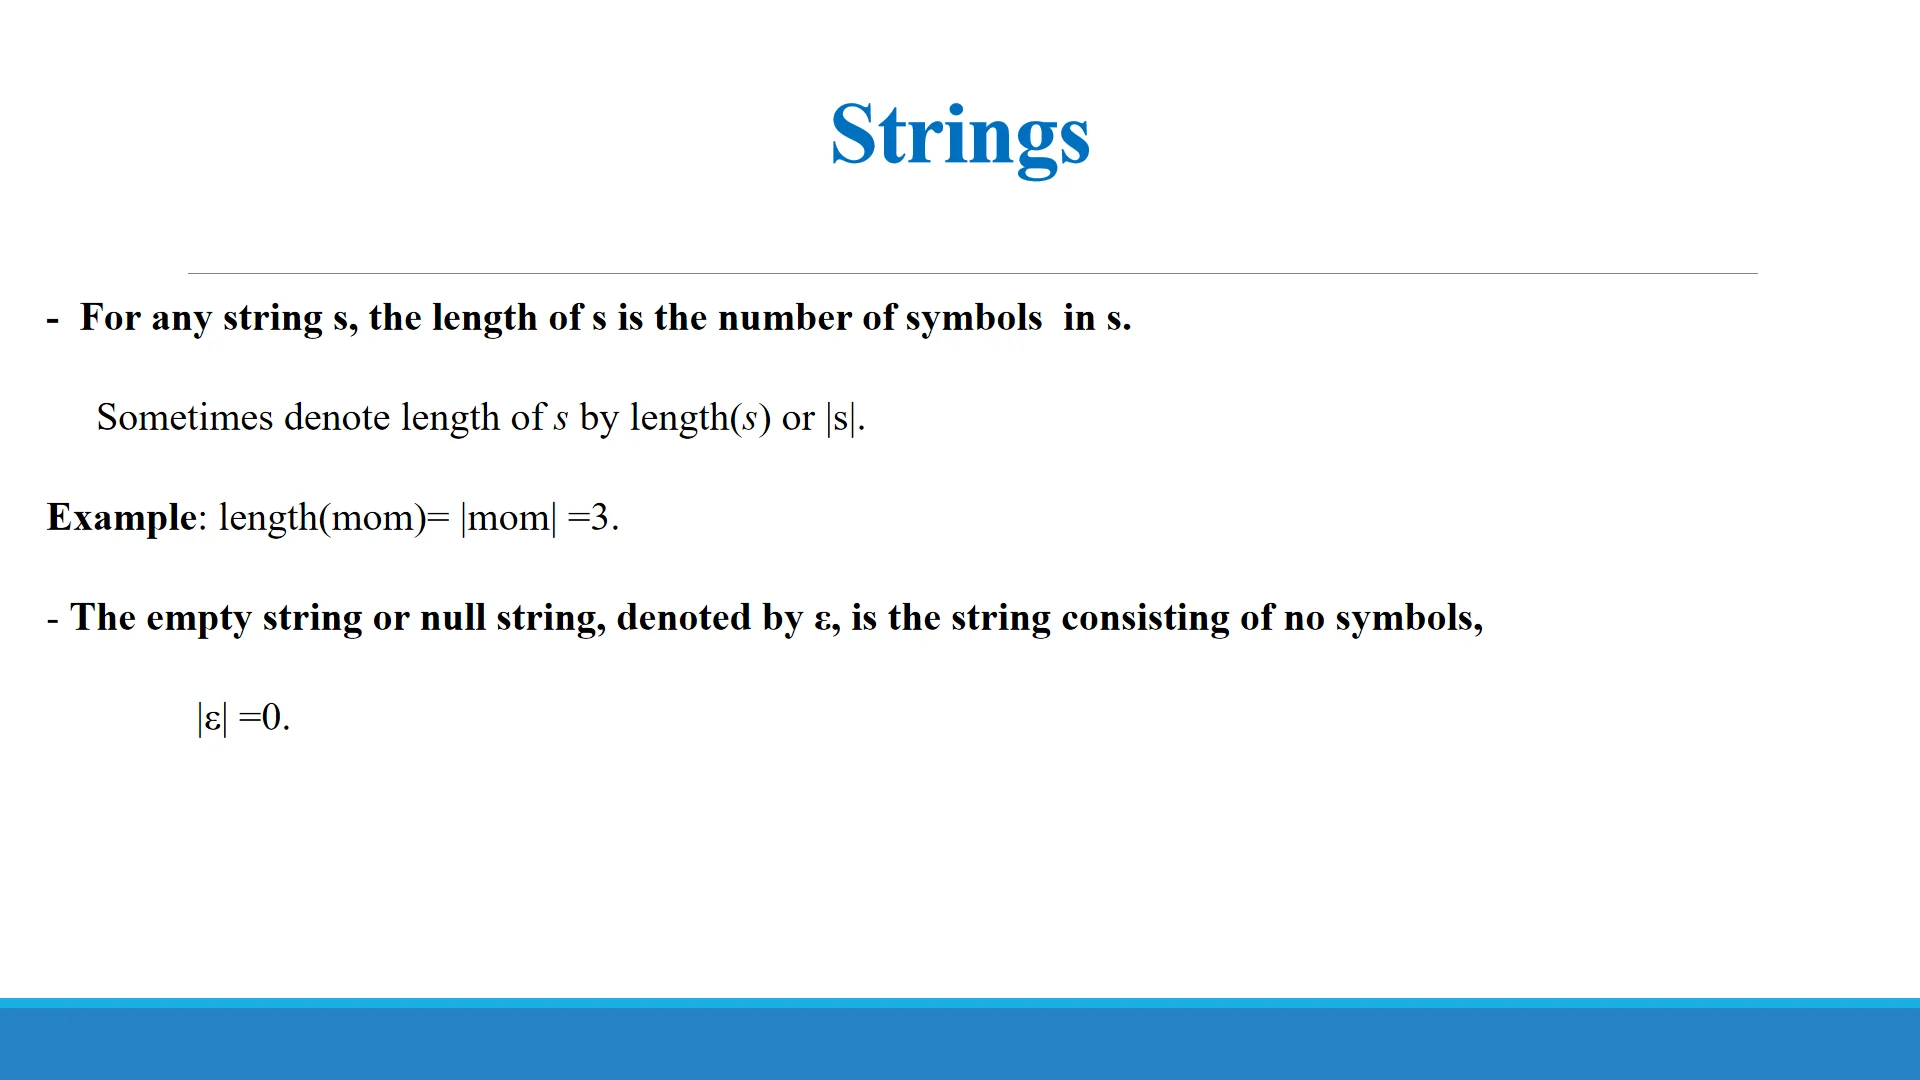 Strings
- For any string s, the length of s is the number of symbols in s.
Sometimes denote length of s by length(s) or |s|.
Example: length(mom)= |mom| =3.
- The empty string or null string, denoted by ε, is the string consisting of no symbols,
|ε| =0.